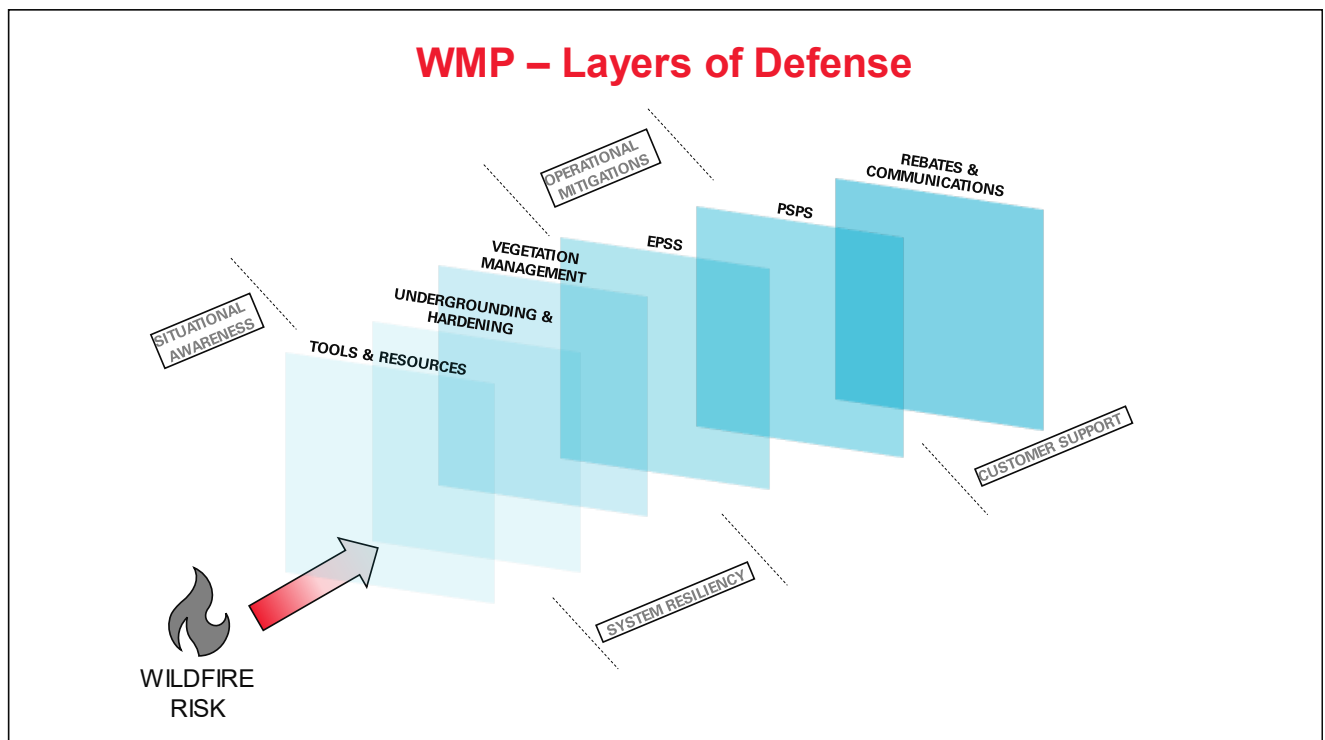 WMP – Layers of Defense
OPERATIONAL
MITIGATIONS
REBATES &
COMMUNICATIONS
PSPS
EPSS
VEGETATION
MANAGEMENT
SITUATIONAL
AWARENESS
UNDERGROUNDING &
HARDENING
TOOLS & RESOURCES
CUSTOMER SUPPORT
SYSTEM RESILIENCY
WILDFIRE
RISK